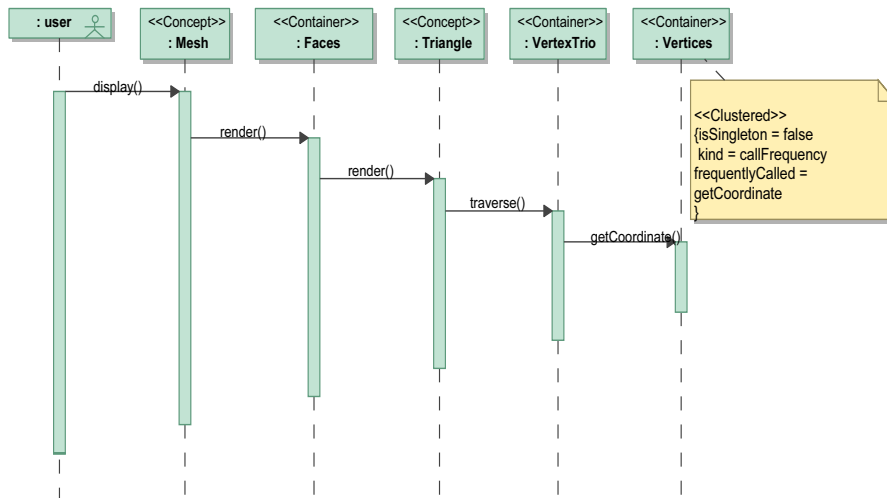 : user
<<Concept>>
: Mesh
<<Container>>
: Faces
<<Concept>>
: Triangle
<<Container>>
: VertexTrio
<<Container>>
: Vertices
display()
render()
render()
traverse()
getCoordinate()
<<Clustered>>
{isSingleton = false
kind = callFrequency
frequentlyCalled =
getCoordinate
}